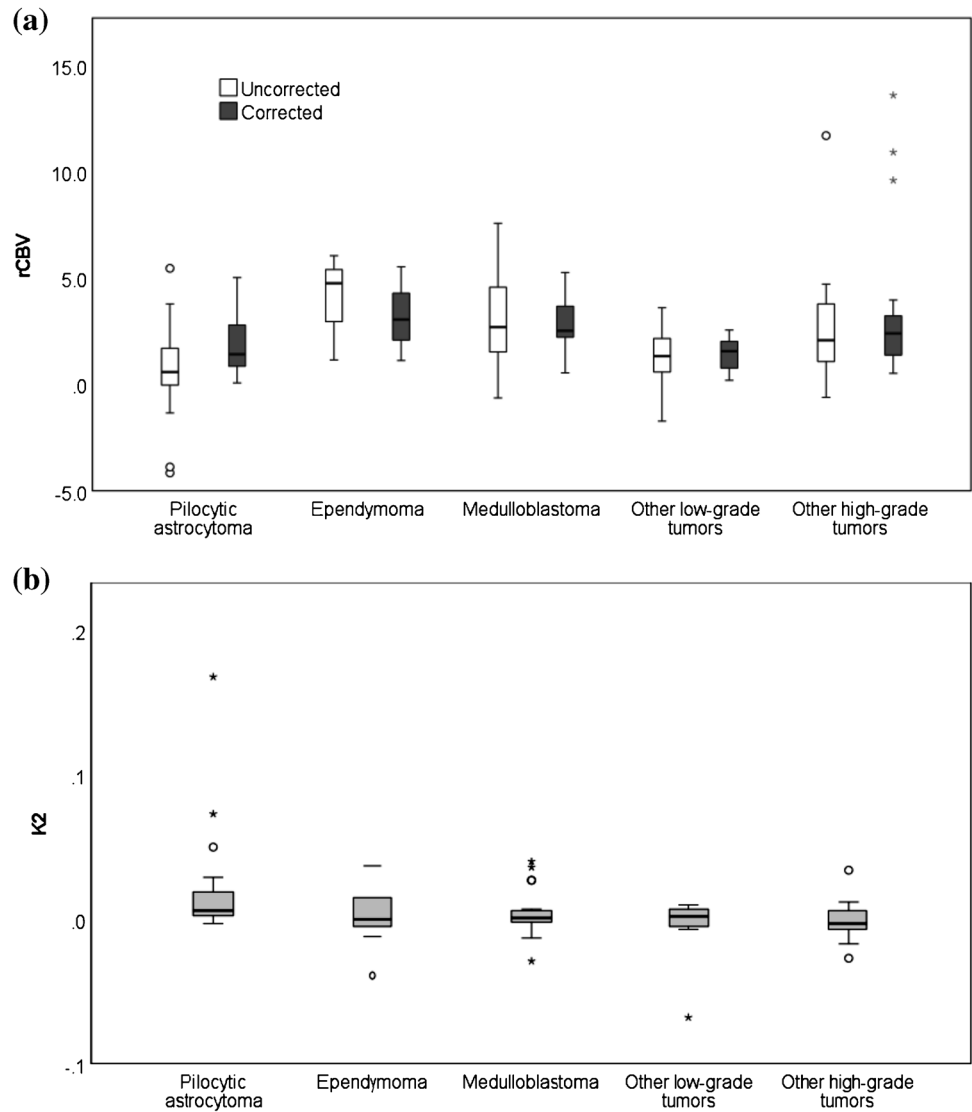 (a)
15.0
10.0
5.0
.0
-5.0
rCBV
Uncorrected
Corrected
Pilocytic
astrocytoma
Ependymoma
Medulloblastoma
Other low-grade
tumors
Other high-grade
tumors
(b)
.2
.1
.0
-.1
K2
Pilocytic
astrocytoma
Ependymoma
Medulloblastoma
Other low-grade
tumors
Other high-grade
tumors